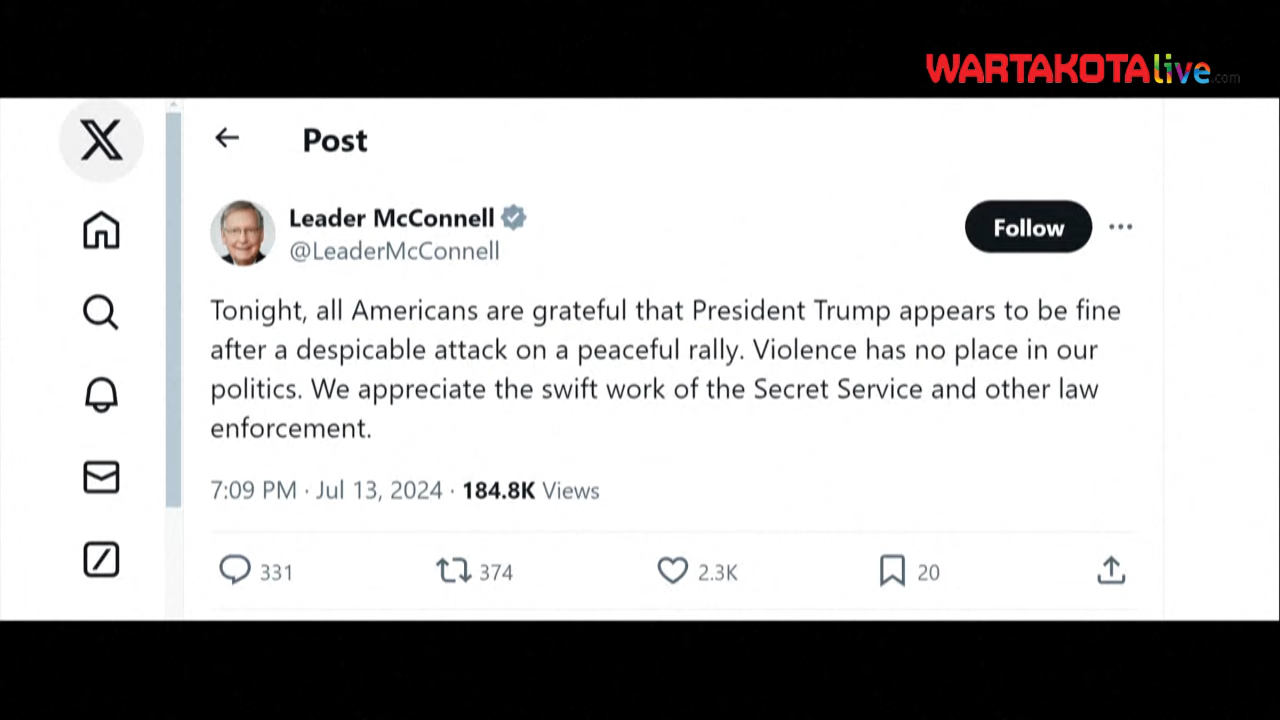 WARTAKOTAlive.com
Post
Leader McConnell
@LeaderMcConnell
Follow
Tonight, all Americans are grateful that President Trump appears to be fine
after a despicable attack on a peaceful rally. Violence has no place in our
politics. We appreciate the swift work of the Secret Service and other law
enforcement.
7:09 PM · Jul 13, 2024 · 184.8K Views
331 374 2.3K 20